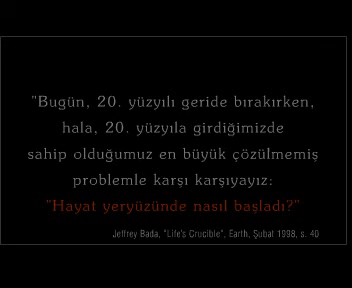 "Bugün, 20. yüzyılı geride bırakırken,
hala, 20. yüzyıla girdiğimizde
sahip olduğumuz en büyük çözülmemiş
problemle karşı karşıyayız:
"Hayat yeryüzünde nasıl başladı?"
Jeffrey Bada, "Life's Crucible", Earth, Şubat 1998, s. 40